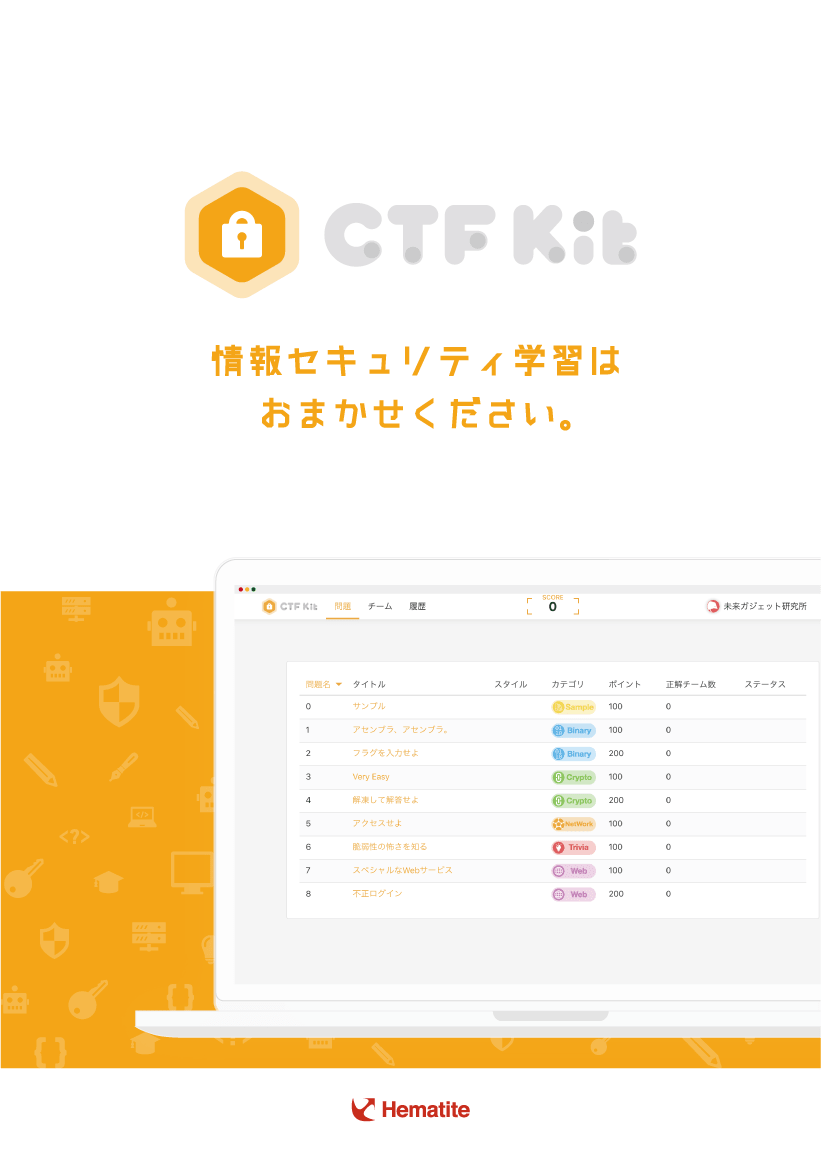 CTF Kit
情報セキュリティ学習は
おまかせください。
CTF Kit 問題 チーム 履歴 SCORE 0 未来ガジェット研究所
問題名 タイトル スタイル カテゴリ ポイント 正解チーム数 ステータス
0 サンプル Sample 100 0
1 アセンブラ、アセンブラ。 Binary 100 0
2 フラグを入力せよ Binary 200 0
3 Very Easy Crypto 100 0
4 解凍して解答せよ Crypto 200 0
5 アクセスせよ NetWork 100 0
6 脆弱性の怖さを知る Trivia 100 0
7 スペシャルなWebサービス Web 100 0
8 不正ログイン Web 200 0
Hematite